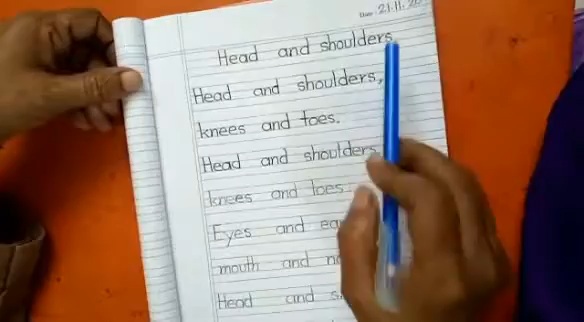 Date 21.11.20
Head and shoulders,
Head and shoulders,
knees and toes.
Head and shoulders
knees and toes
Eyes and
mouth and
Head and